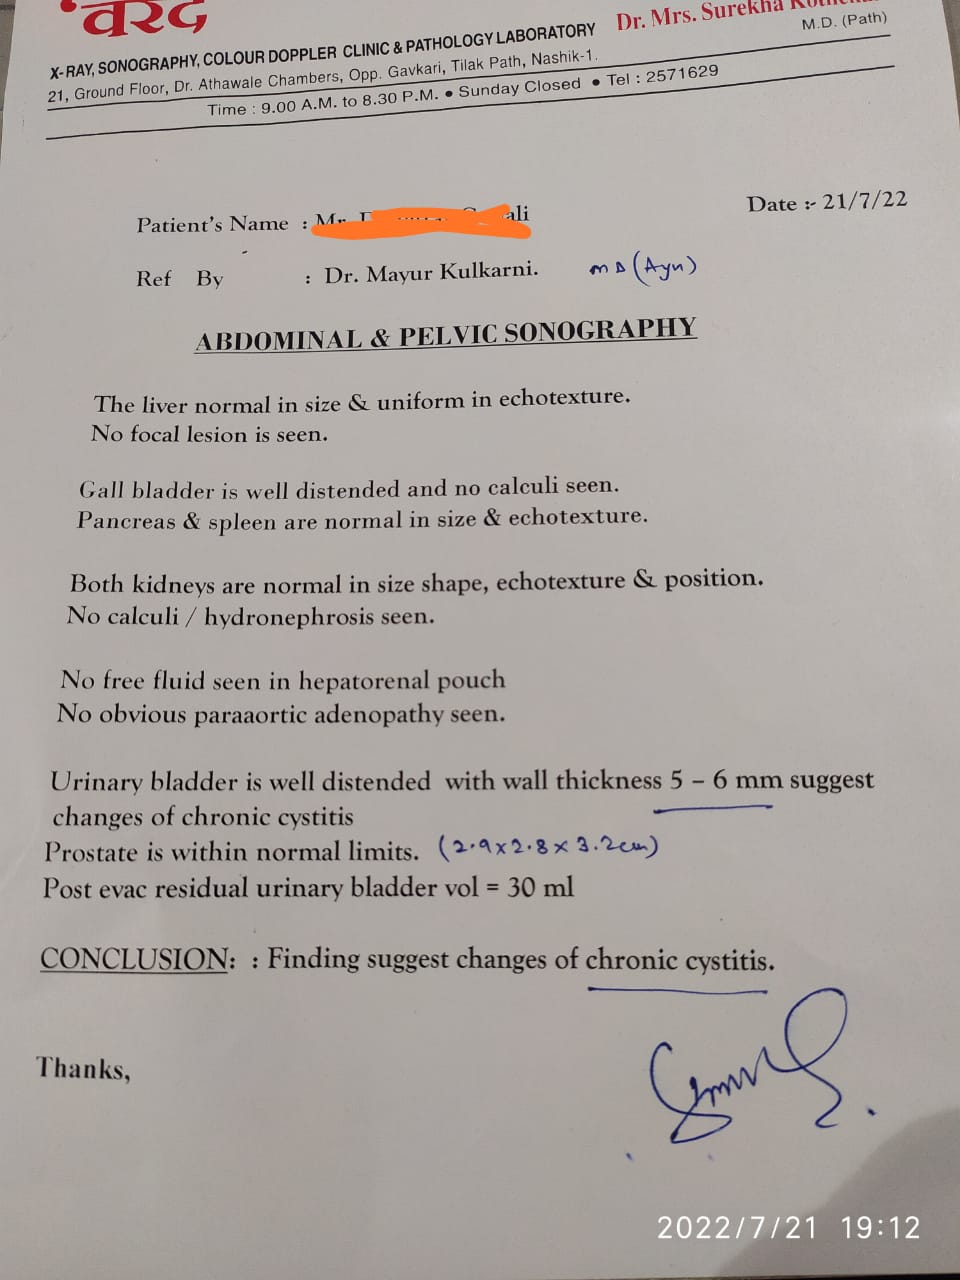 वरद
Dr. Mrs. Surekha
M.D. (Path)
X-RAY, SONOGRAPHY, COLOUR DOPPLER CLINIC & PATHOLOGY LABORATORY
21, Ground Floor, Dr. Athawale Chambers, Opp. Gavkari, Tilak Path, Nashik-1.
Time : 9.00 A.M. to 8.30 P.M. • Sunday Closed • Tel : 2571629
Patient's Name : Mr. ali
Date :- 21/7/22
Ref By : Dr. Mayur Kulkarni. MD (Ayu)
ABDOMINAL & PELVIC SONOGRAPHY
The liver normal in size & uniform in echotexture.
No focal lesion is seen.
Gall bladder is well distended and no calculi seen.
Pancreas & spleen are normal in size & echotexture.
Both kidneys are normal in size shape, echotexture & position.
No calculi / hydronephrosis seen.
No free fluid seen in hepatorenal pouch
No obvious paraaortic adenopathy seen.
Urinary bladder is well distended with wall thickness 5 – 6 mm suggest
changes of chronic cystitis
Prostate is within normal limits. (2.9x2.8x3.2cm)
Post evac residual urinary bladder vol = 30 ml
CONCLUSION: : Finding suggest changes of chronic cystitis.
Thanks,
2022/7/21 19:12